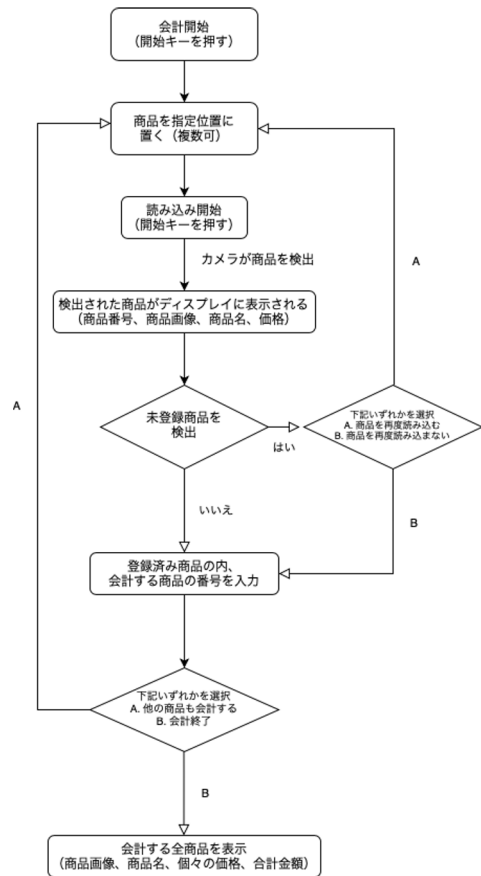 会計開始
（開始キーを押す）
商品を指定位置に
置く（複数可）
読み込み開始
（開始キーを押す）
カメラが商品を検出
A
検出された商品がディスプレイに表示される
（商品番号、商品画像、商品名、価格）
A
未登録商品を
検出
はい
下記いずれかを選択
A. 商品を再度読み込む
B. 商品を再度読み込まない
いいえ
B
登録済み商品の内、
会計する商品の番号を入力
下記いずれかを選択
A. 他の商品も会計する
B. 会計終了
B
会計する全商品を表示
（商品画像、商品名、個々の価格、合計金額）